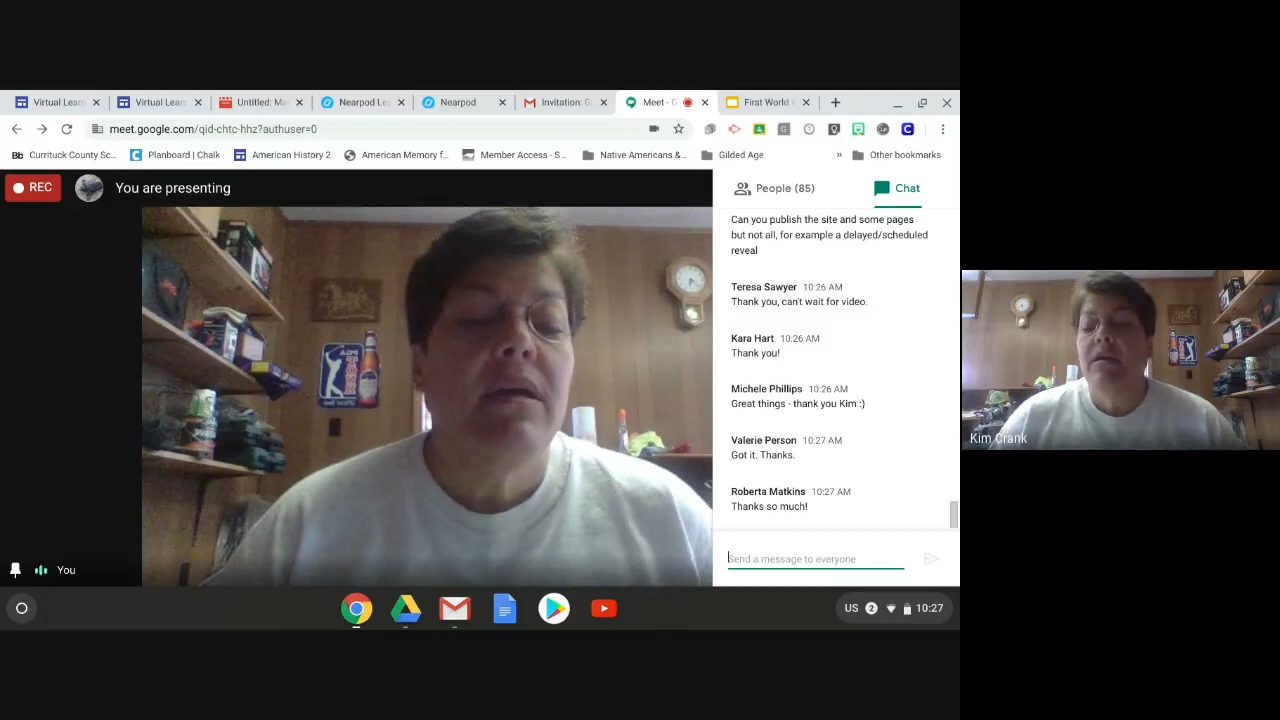 Virtual Lear
Virtual Lear
Untitled: Ma
Nearpod Les
Nearpod
Invitation: G
Meet - G
First World
meet.google.com/qid-chtc-hhz?authuser=0
Currituck County Sc...
Planboard | Chalk
American History 2
American Memory f...
Member Access - S...
Native Americans &...
Gilded Age
»
Other bookmarks
REC
You are presenting
People (85)
Chat
Can you publish the site and some pages
but not all, for example a delayed/scheduled
reveal
Teresa Sawyer 10:26 AM
Thank you, can't wait for video.
Kara Hart 10:26 AM
Thank you!
Michele Phillips 10:26 AM
Great things - thank you Kim :)
Valerie Person 10:27 AM
Got it. Thanks.
Roberta Matkins 10:27 AM
Thanks so much!
Send a message to everyone
You
Kim Crank
US 2 10:27